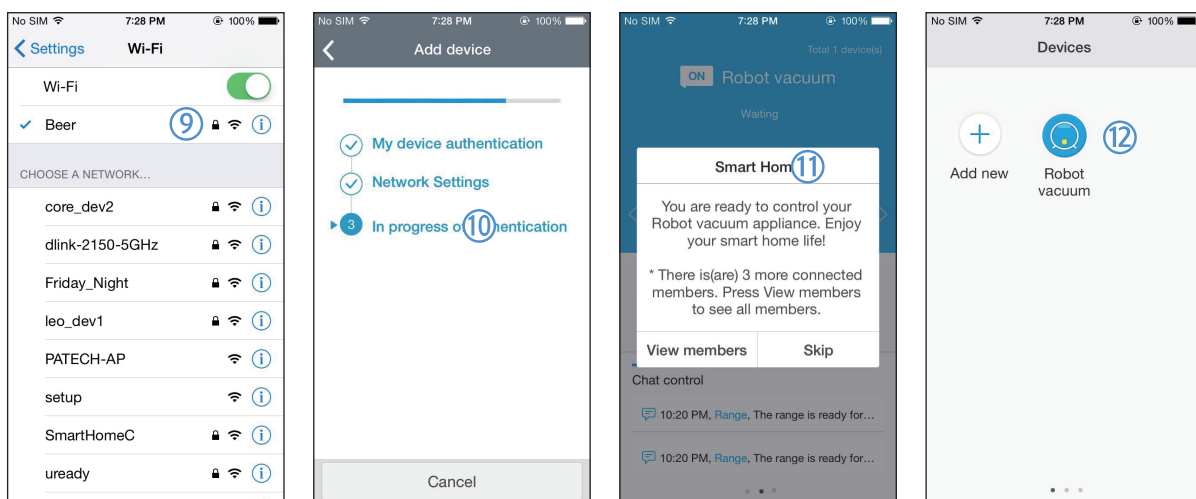 No SIM 7:28 PM 100%
Settings Wi-Fi
Wi-Fi
Beer ⑨
CHOOSE A NETWORK...
core_dev2
dlink-2150-5GHz
Friday_Night
leo_dev1
PATECH-AP
setup
SmartHomeC
uready
No SIM 7:28 PM 100%
Add device
My device authentication
Network Settings
3 In progress o⑩hentication
Cancel
No SIM 7:28 PM 100%
Total 1 device(s)
ON Robot vacuum
Waiting
Smart Hom⑪
You are ready to control your
Robot vacuum appliance. Enjoy
your smart home life!
* There is(are) 3 more connected
members. Press View members
to see all members.
View members Skip
Chat control
10:20 PM, Range, The range is ready for...
10:20 PM, Range, The range is ready for...
No SIM 7:28 PM 100%
Devices
⑫
Add new
Robot
vacuum